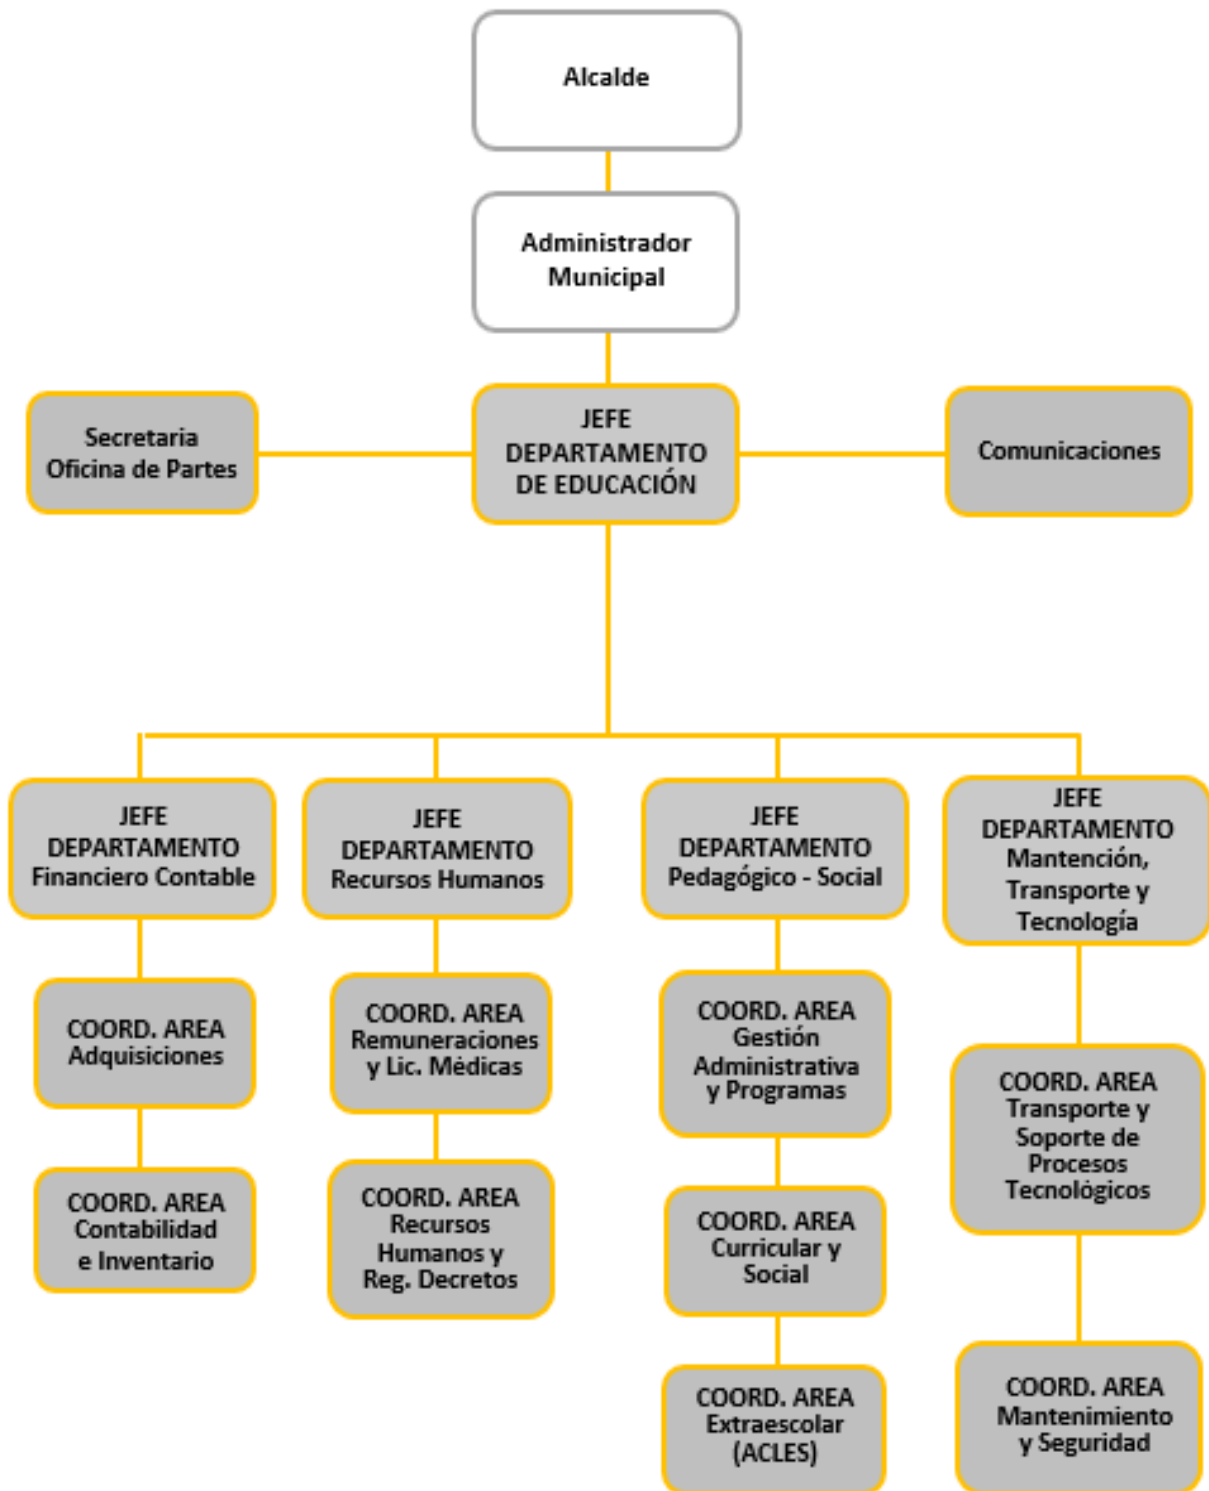 Alcalde
Administrador
Municipal
Secretaria
Oficina de Partes
JEFE
DEPARTAMENTO
DE EDUCACIÓN
Comunicaciones
JEFE
DEPARTAMENTO
Financiero Contable
JEFE
DEPARTAMENTO
Recursos Humanos
JEFE
DEPARTAMENTO
Pedagógico - Social
JEFE
DEPARTAMENTO
Mantención,
Transporte y
Tecnología
COORD. AREA
Adquisiciones
COORD. AREA
Remuneraciones
y Lic. Médicas
COORD. AREA
Gestión
Administrativa
y Programas
COORD. AREA
Transporte y
Soporte de
Procesos
Tecnológicos
COORD. AREA
Contabilidad
e Inventario
COORD. AREA
Recursos
Humanos y
Reg. Decretos
COORD. AREA
Curricular y
Social
COORD. AREA
Extraescolar
(ACLES)
COORD. AREA
Mantenimiento
y Seguridad